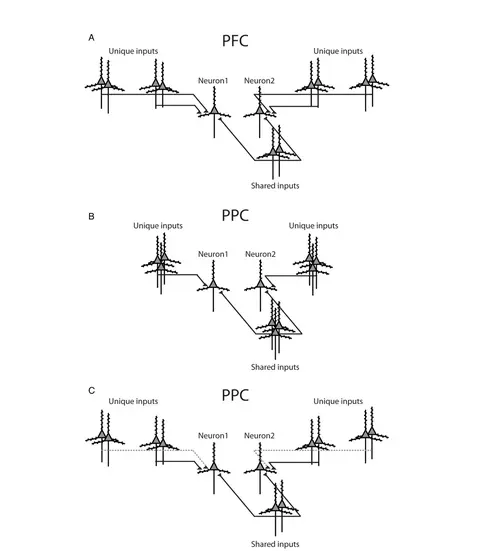 A
PFC
Unique inputs
Unique inputs
Neuron1
Neuron2
Shared inputs
B
PPC
Unique inputs
Unique inputs
Neuron1
Neuron2
Shared inputs
C
PPC
Unique inputs
Unique inputs
Neuron1
Neuron2
Shared inputs